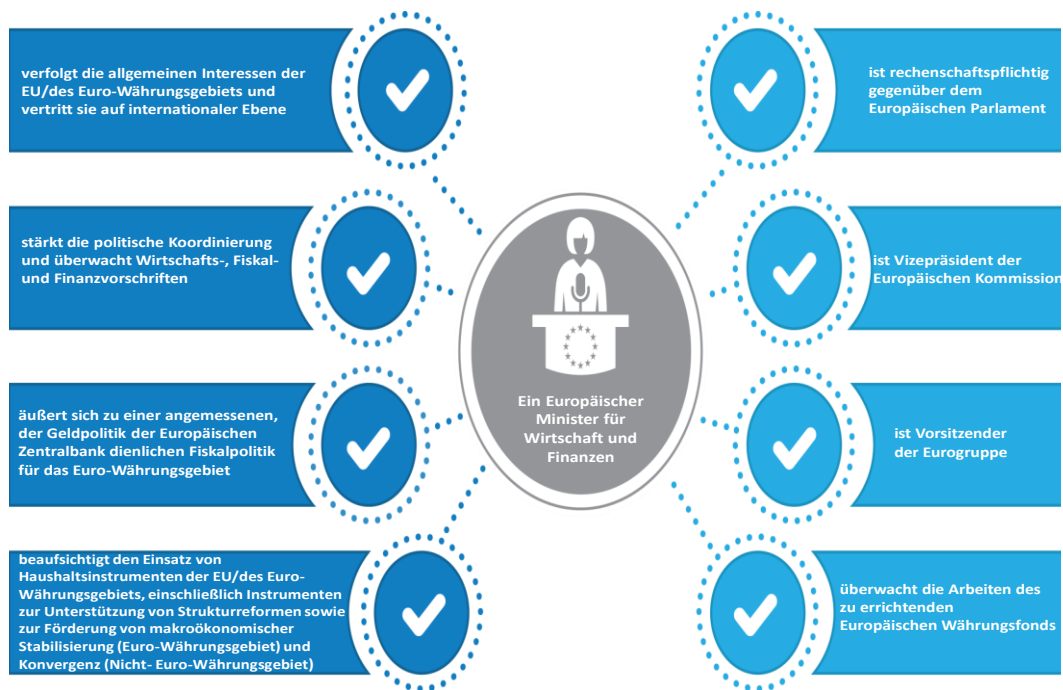 verfolgt die allgemeinen Interessen der
EU/des Euro-Währungsgebiets und
vertritt sie auf internationaler Ebene
stärkt die politische Koordinierung
und überwacht Wirtschafts-, Fiskal-
und Finanzvorschriften
äußert sich zu einer angemessenen,
der Geldpolitik der Europäischen
Zentralbank dienlichen Fiskalpolitik
für das Euro-Währungsgebiet
beaufsichtigt den Einsatz von
Haushaltsinstrumenten der EU/des Euro-
Währungsgebiets, einschließlich Instrumenten
zur Unterstützung von Strukturreformen sowie
zur Förderung von makroökonomischer
Stabilisierung (Euro-Währungsgebiet) und
Konvergenz (Nicht- Euro-Währungsgebiet)
Ein Europäischer
Minister für
Wirtschaft und
Finanzen
ist rechenschaftspflichtig
gegenüber dem
Europäischen Parlament
ist Vizepräsident der
Europäischen Kommission
ist Vorsitzender
der Eurogruppe
überwacht die Arbeiten des
zu errichtenden
Europäischen Währungsfonds